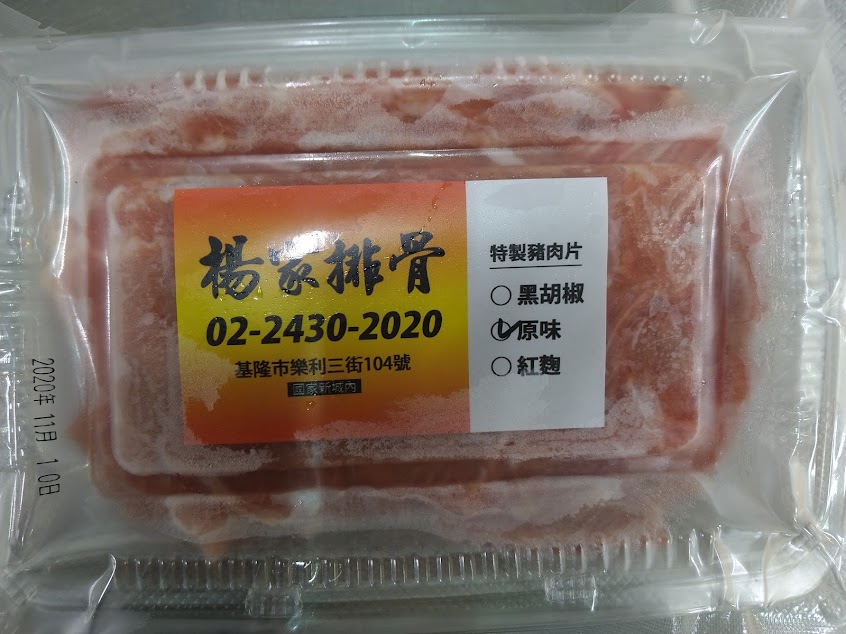 楊家排骨
02-2430-2020
基隆市樂利三街104號
國家新城內
特製豬肉片
黑胡椒
原味
紅麴
2020年 11月 10日